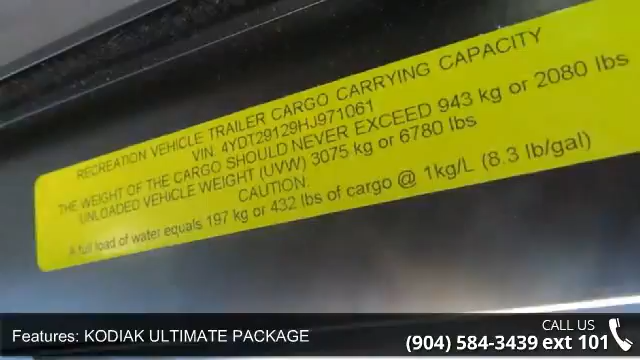 RECREATION VEHICLE TRAILER CARGO CARRYING CAPACITY
VIN: 4YDT29129HJ971061
THE WEIGHT OF THE CARGO SHOULD NEVER EXCEED 943 kg or 2080 lbs
UNLOADED VEHICLE WEIGHT (UVW) 3075 kg or 6780 lbs
CAUTION:
A full load of water equals 197 kg or 432 lbs of cargo @ 1kg/L (8.3 lb/gal)
Features: KODIAK ULTIMATE PACKAGE
CALL US
(904) 584-3439 ext 101